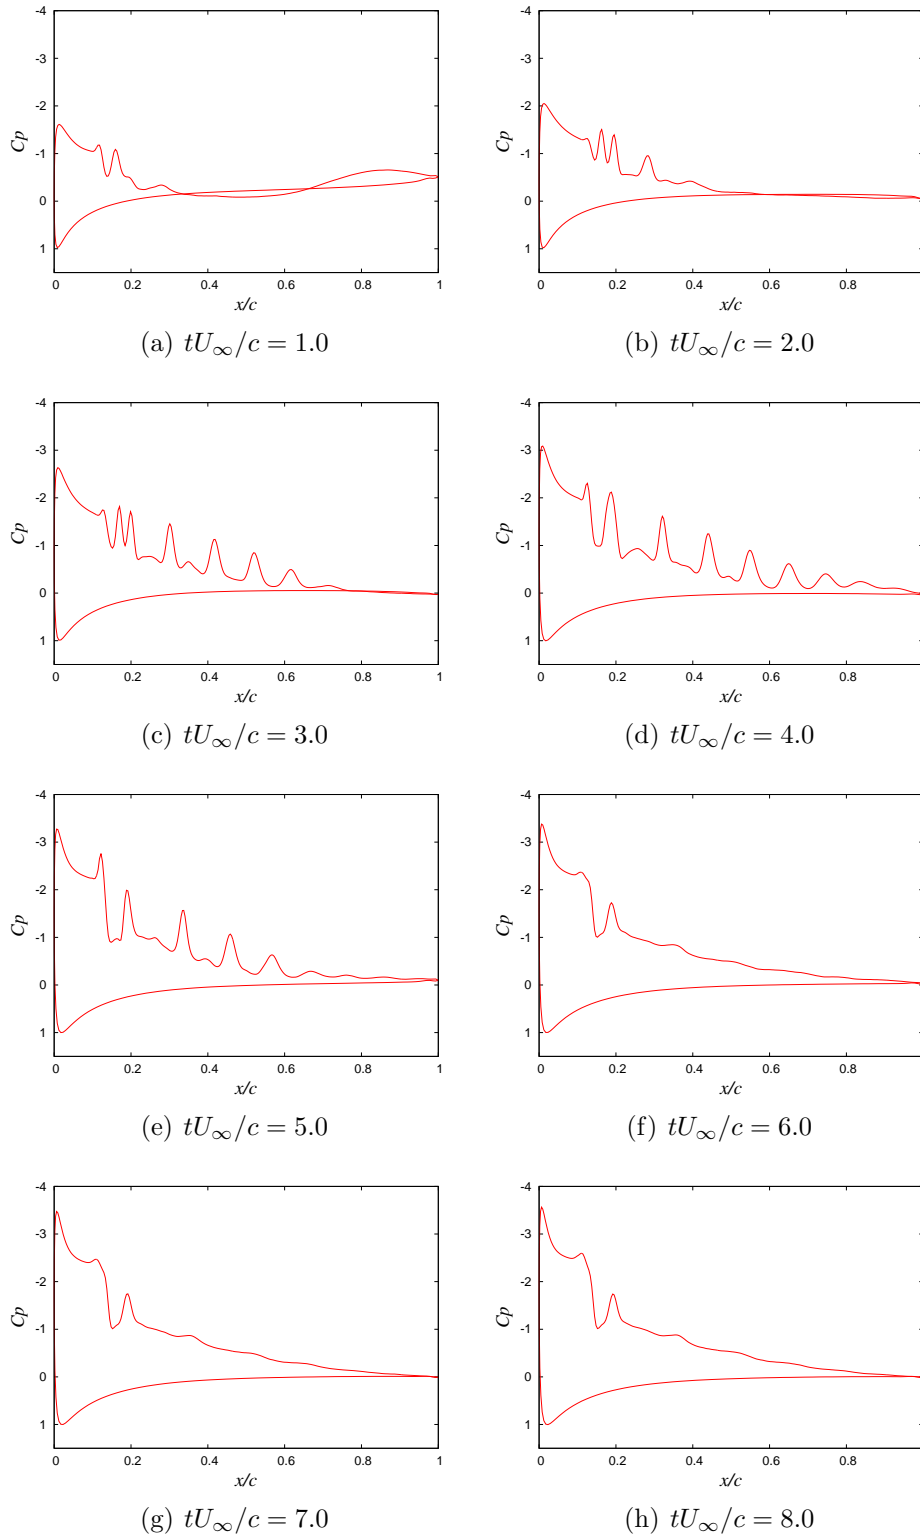 -4 -4
-3 -3
-2 -2
Cp -1 Cp -1
0 0
1 1
0 0.2 0.4 0.6 0.8 1 0 0.2 0.4 0.6 0.8
x/c x/c
(a) tU∞/c = 1.0 (b) tU∞/c = 2.0
-4 -4
-3 -3
-2 -2
Cp -1 Cp -1
0 0
1 1
0 0.2 0.4 0.6 0.8 1 0 0.2 0.4 0.6 0.8
x/c x/c
(c) tU∞/c = 3.0 (d) tU∞/c = 4.0
-4 -4
-3 -3
-2 -2
Cp -1 Cp -1
0 0
1 1
0 0.2 0.4 0.6 0.8 1 0 0.2 0.4 0.6 0.8
x/c x/c
(e) tU∞/c = 5.0 (f) tU∞/c = 6.0
-4 -4
-3 -3
-2 -2
Cp -1 Cp -1
0 0
1 1
0 0.2 0.4 0.6 0.8 1 0 0.2 0.4 0.6 0.8
x/c x/c
(g) tU∞/c = 7.0 (h) tU∞/c = 8.0